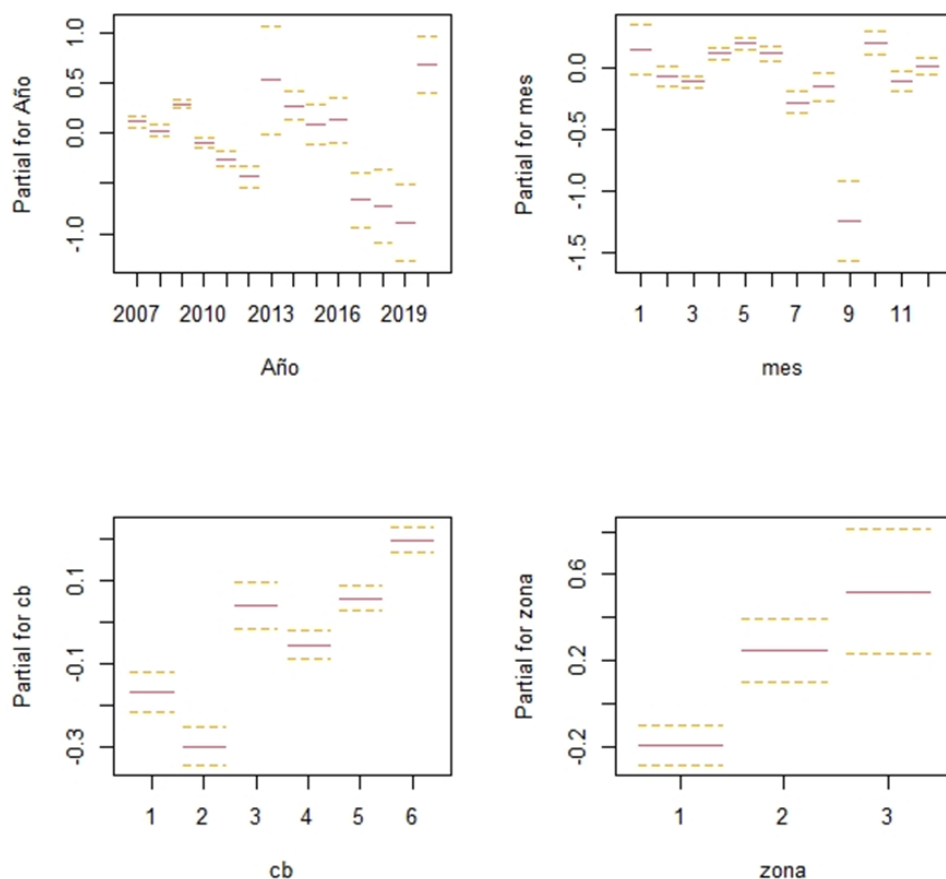 Partial for Año
1.0
0.5
0.0
-1.0
2007 2010 2013 2016 2019
Año
Partial for mes
0.0
-0.5
-1.0
-1.5
1 3 5 7 9 11
mes
Partial for cb
0.1
-0.1
-0.3
1 2 3 4 5 6
cb
Partial for zona
0.6
0.2
-0.2
1 2 3
zona